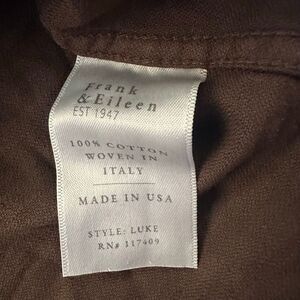 Frank
& Eileen
EST 1947
100% COTTON
WOVEN IN
ITALY
MADE IN USA
STYLE: LUKE
RN# 117409